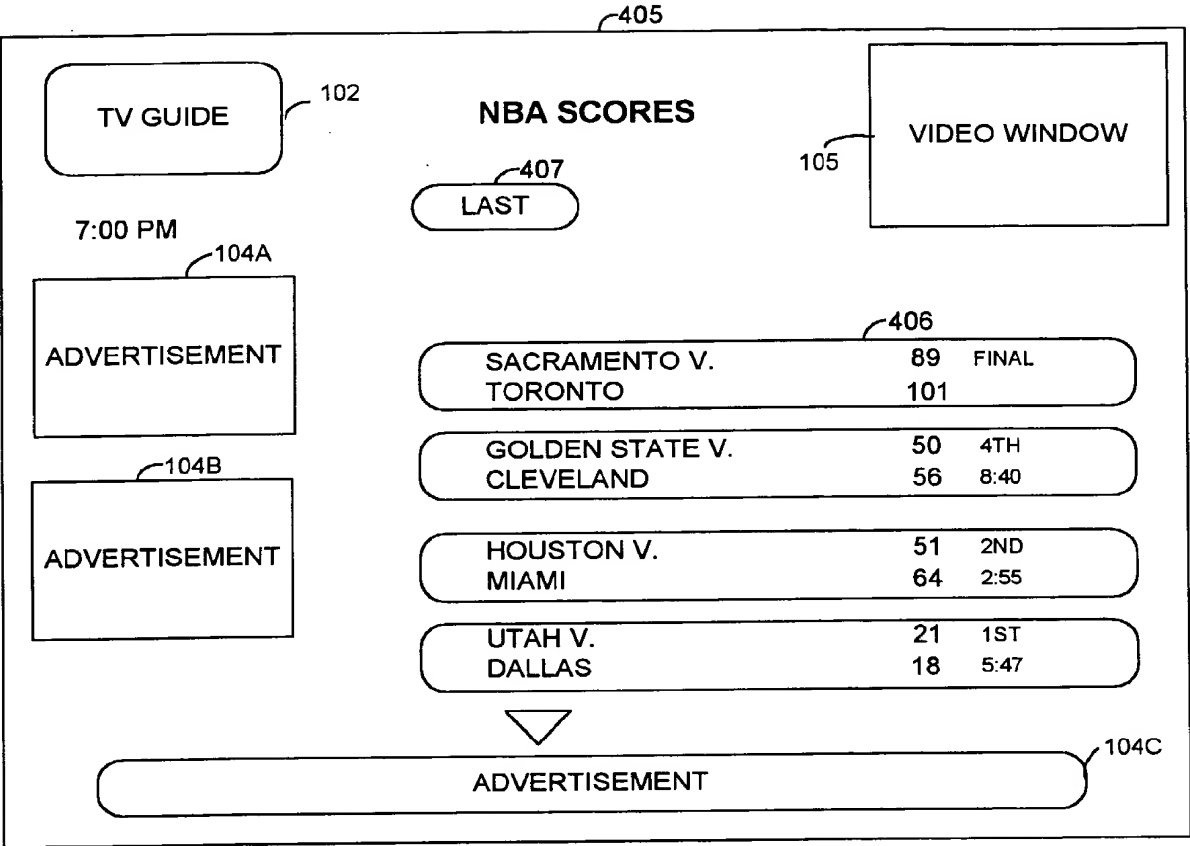 405
TV GUIDE
102
NBA SCORES
VIDEO WINDOW
105
407
LAST
7:00 PM
104A
ADVERTISEMENT
104B
ADVERTISEMENT
406
SACRAMENTO V. 89 FINAL
TORONTO 101
GOLDEN STATE V. 50 4TH
CLEVELAND 56 8:40
HOUSTON V. 51 2ND
MIAMI 64 2:55
UTAH V. 21 1ST
DALLAS 18 5:47
104C
ADVERTISEMENT